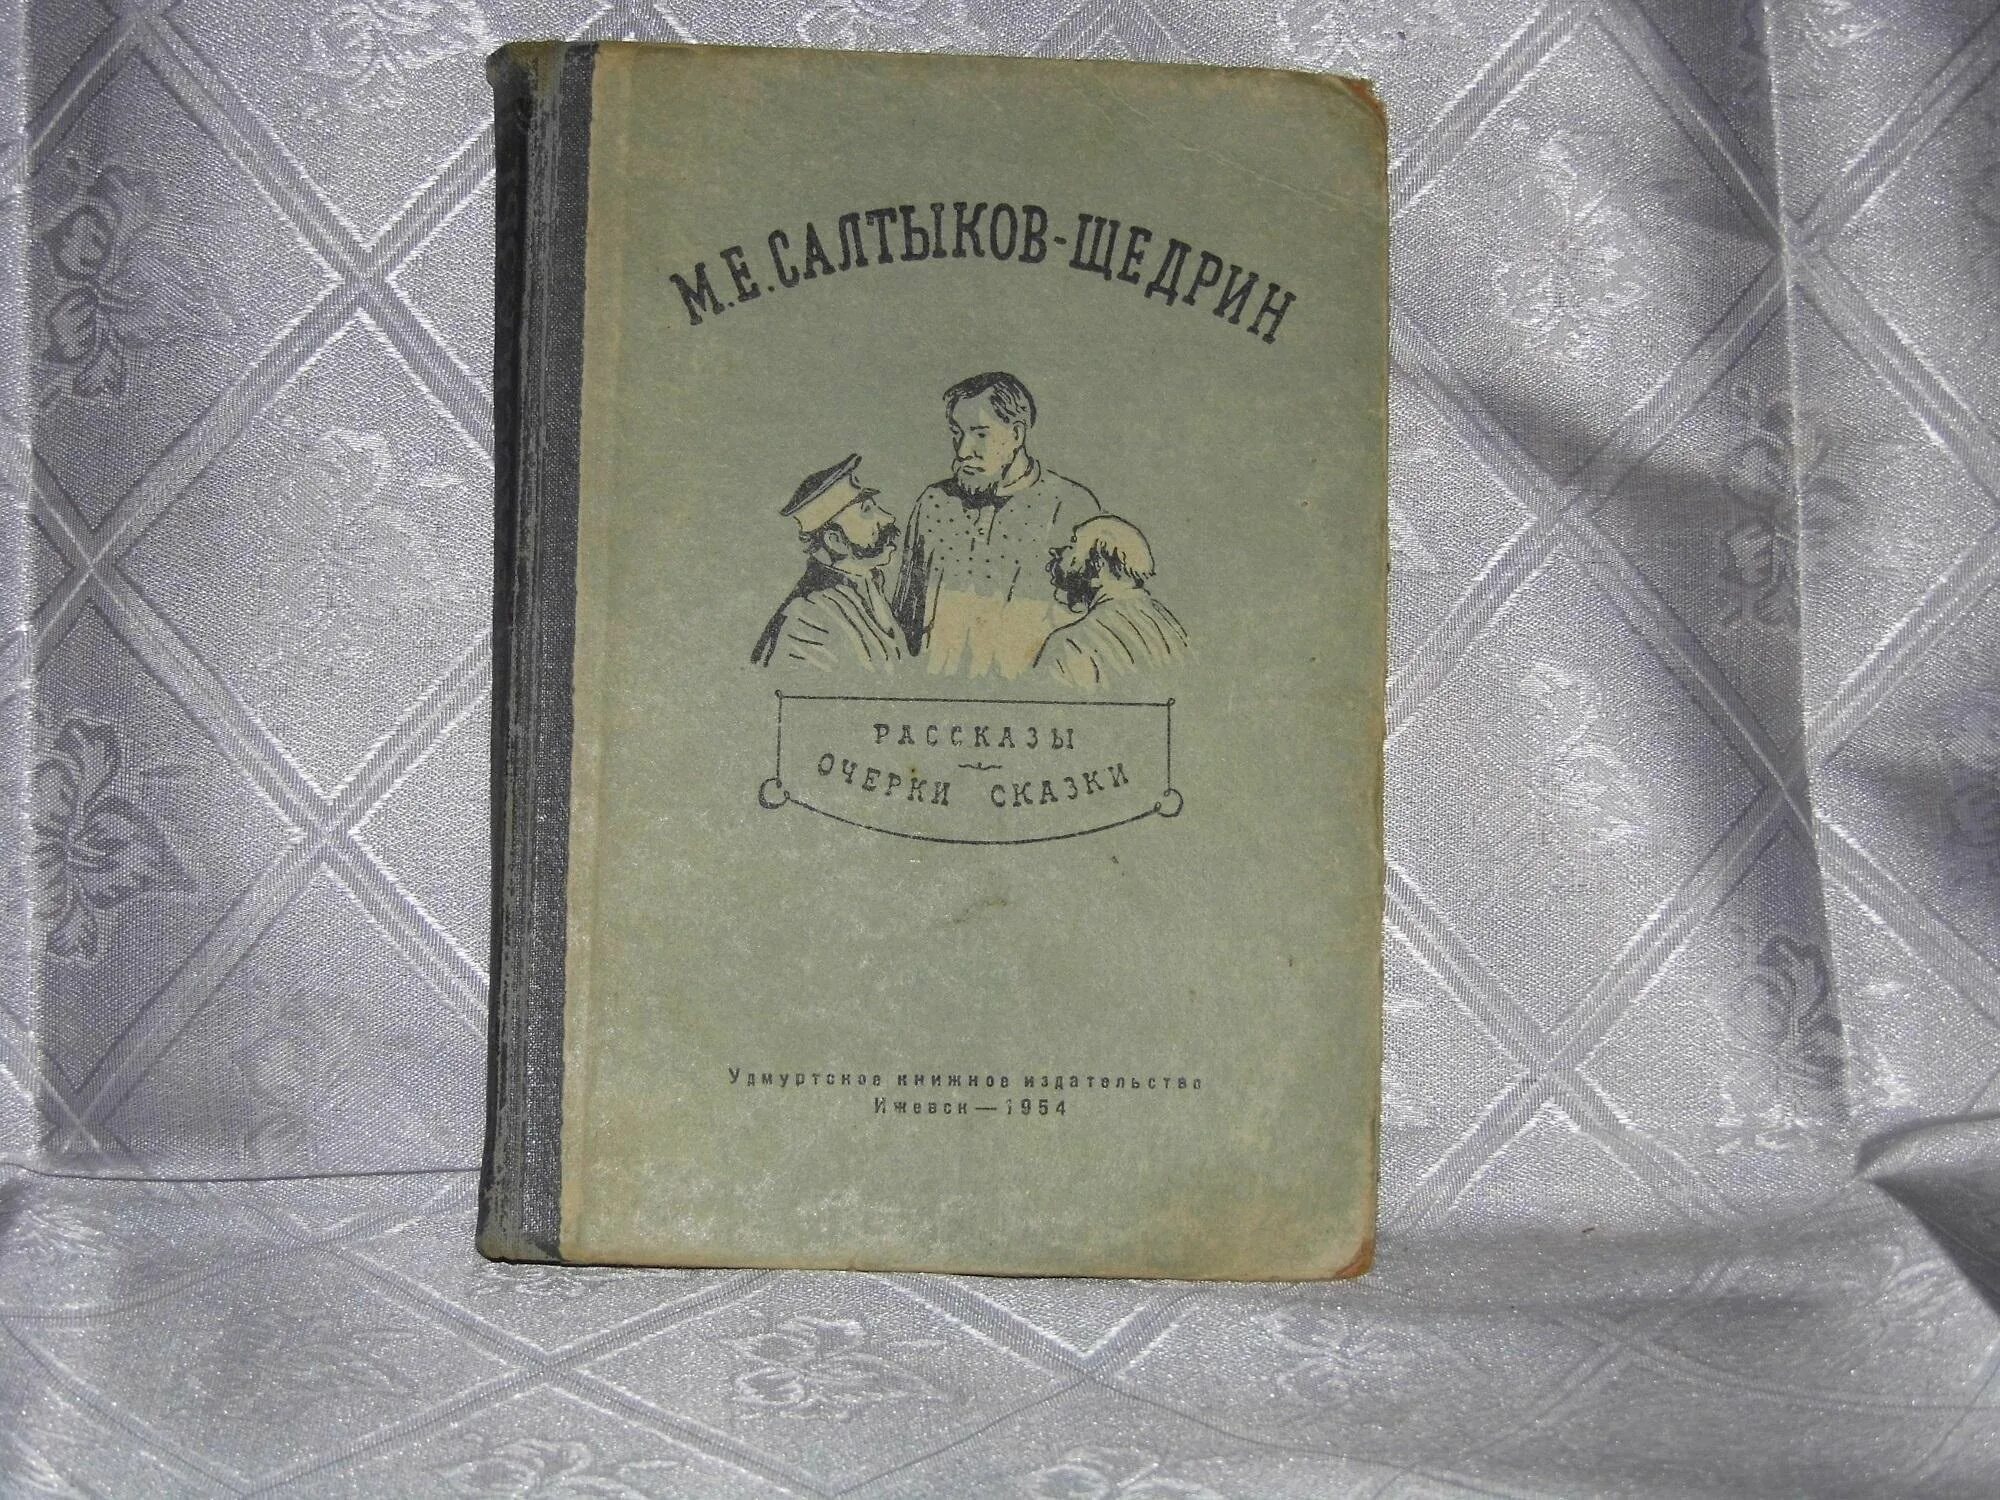 М.Е.САЛТЫКОВ-ЩЕДРИН
РАССКАЗЫ
ОЧЕРКИ СКАЗКИ
Удмуртское книжное издательство
Ижевск — 1954